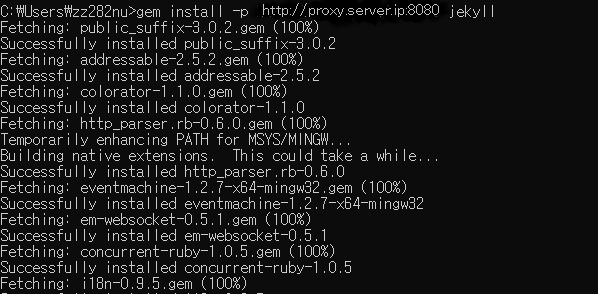 C:₩Users₩zz282nu>gem install -p http://proxy.server.ip:8080 jekyll
Fetching: public_suffix-3.0.2.gem (100%)
Successfully installed public_suffix-3.0.2
Fetching: addressable-2.5.2.gem (100%)
Successfully installed addressable-2.5.2
Fetching: colorator-1.1.0.gem (100%)
Successfully installed colorator-1.1.0
Fetching: http_parser.rb-0.6.0.gem (100%)
Temporarily enhancing PATH for MSYS/MINGW...
Building native extensions.  This could take a while...
Successfully installed http_parser.rb-0.6.0
Fetching: eventmachine-1.2.7-x64-mingw32.gem (100%)
Successfully installed eventmachine-1.2.7-x64-mingw32
Fetching: em-websocket-0.5.1.gem (100%)
Successfully installed em-websocket-0.5.1
Fetching: concurrent-ruby-1.0.5.gem (100%)
Successfully installed concurrent-ruby-1.0.5
Fetching: i18n-0.9.5.gem (100%)